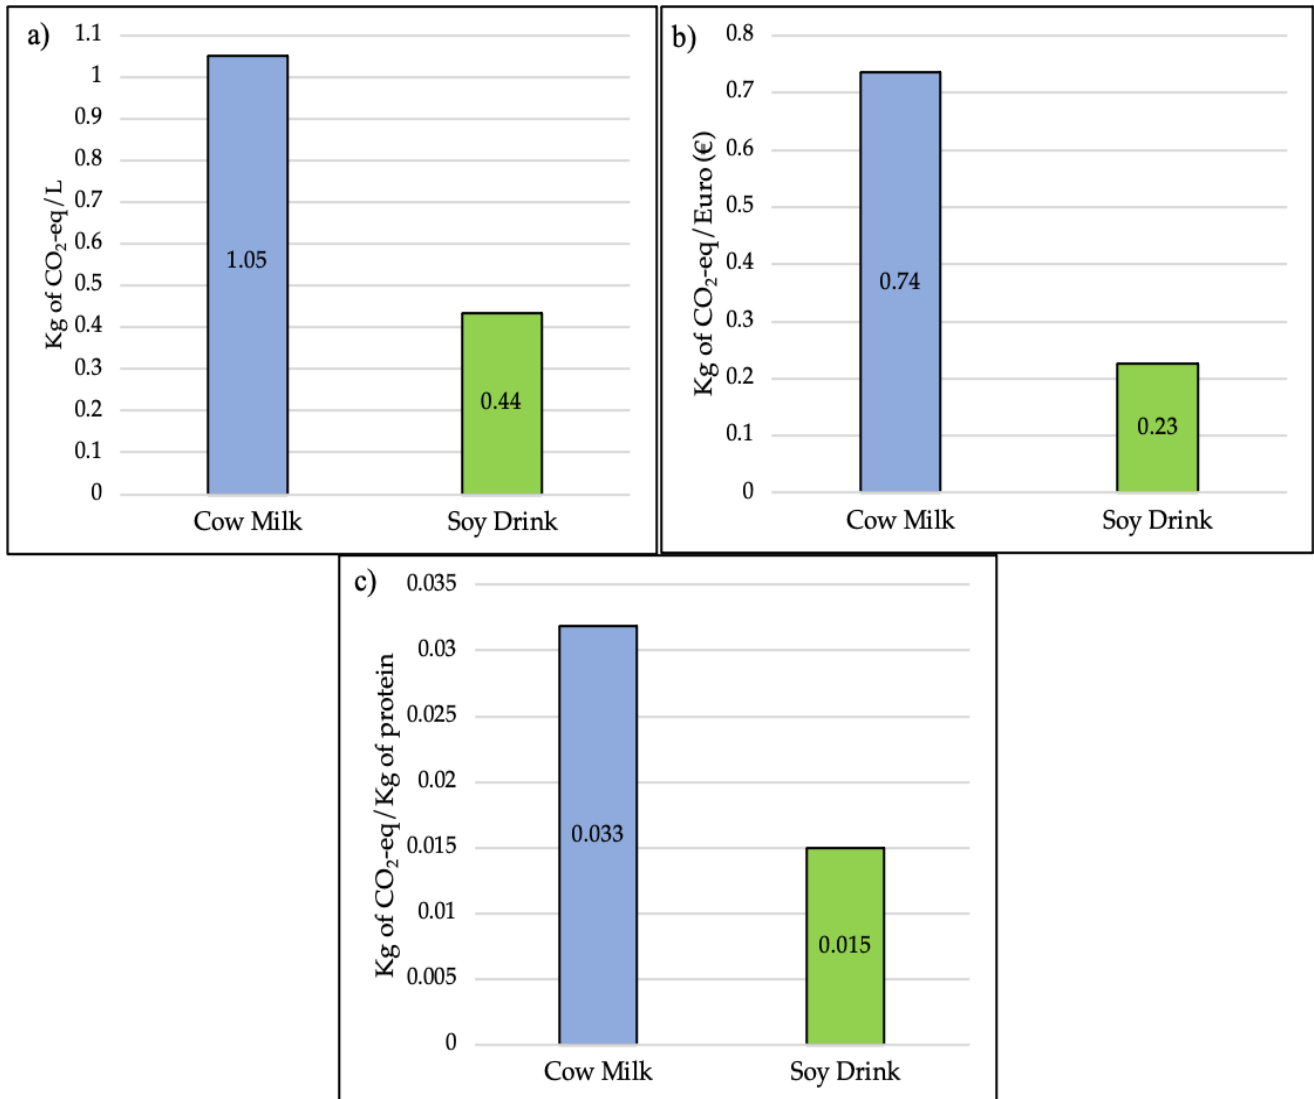 a)
Kg of CO₂-eq/L
1.1
1
0.9
0.8
0.7
0.6
0.5
0.4
0.3
0.2
0.1
0
1.05
0.44
Cow Milk
Soy Drink
b)
Kg of CO₂-eq/Euro (€)
0.8
0.7
0.6
0.5
0.4
0.3
0.2
0.1
0
0.74
0.23
Cow Milk
Soy Drink
c)
Kg of CO₂-eq/Kg of protein
0.035
0.03
0.025
0.02
0.015
0.01
0.005
0
0.033
0.015
Cow Milk
Soy Drink